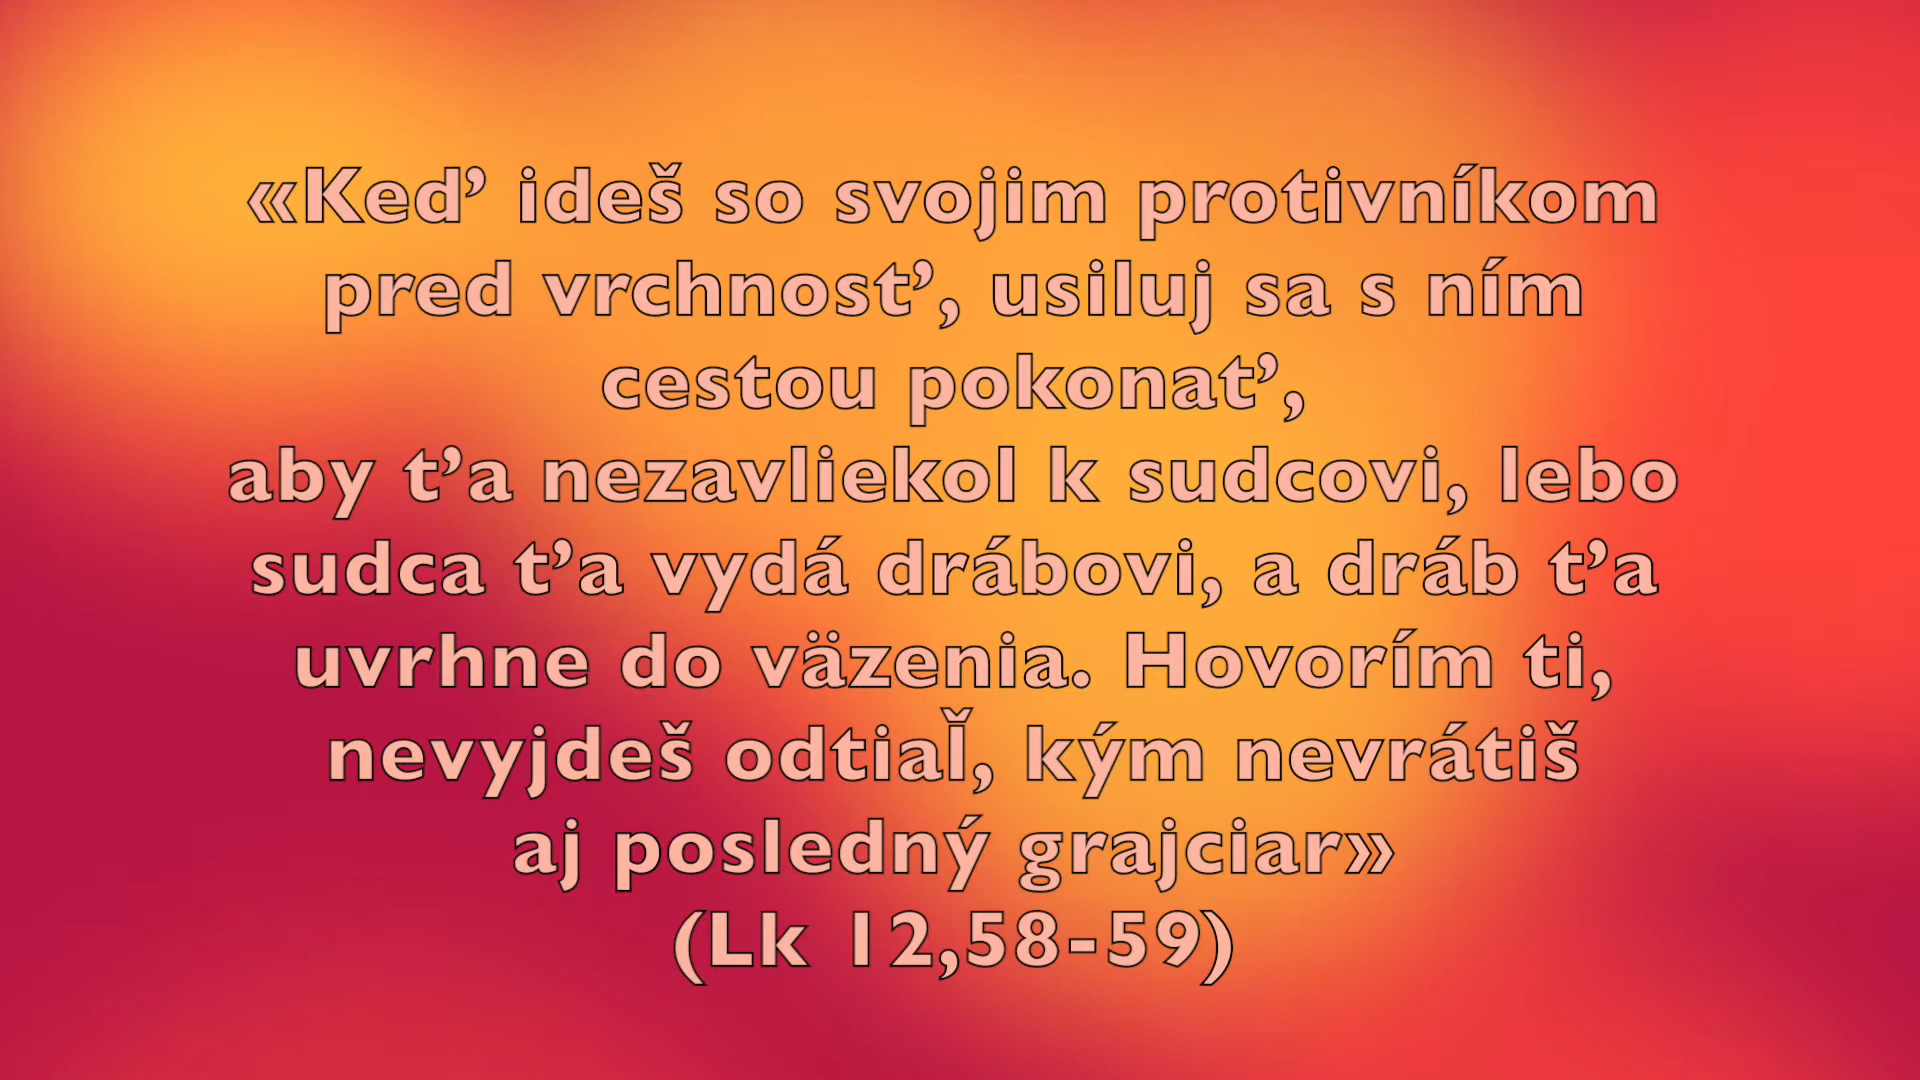 «Keď ideš so svojim protivníkom
pred vrchnosť, usiluj sa s ním
cestou pokonať,
aby ťa nezavliekol k sudcovi, lebo
sudca ťa vydá drábovi, a dráb ťa
uvrhne do väzenia. Hovorím ti,
nevyjdeš odtiaľ, kým nevrátiš
aj posledný grajciar»
(Lk 12,58-59)